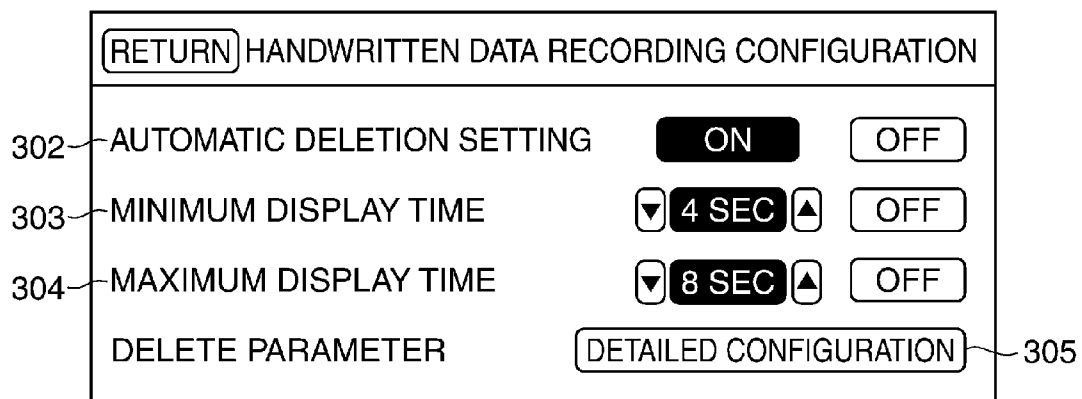 RETURN HANDWRITTEN DATA RECORDING CONFIGURATION
302 AUTOMATIC DELETION SETTING ON OFF
303 MINIMUM DISPLAY TIME ▼ 4 SEC ▲ OFF
304 MAXIMUM DISPLAY TIME ▼ 8 SEC ▲ OFF
DELETE PARAMETER DETAILED CONFIGURATION 305